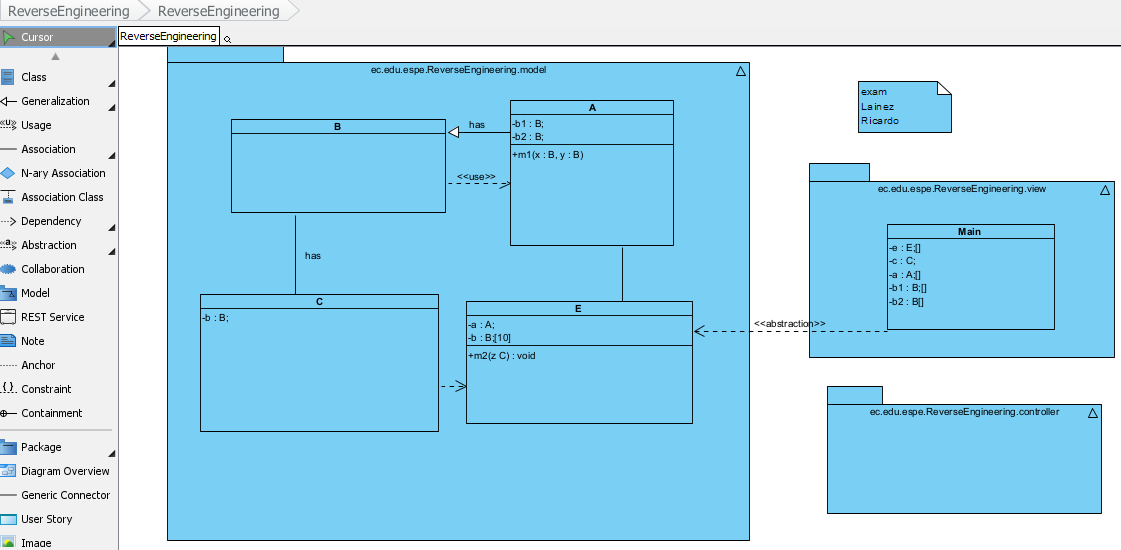 ReverseEngineering
ReverseEngineering
Cursor
Class
Generalization
Usage
Association
N-ary Association
Association Class
Dependency
Abstraction
Collaboration
Model
REST Service
Note
Anchor
Constraint
Containment
Package
Diagram Overview
Generic Connector
User Story
Image
ReverseEngineering
ec.edu.espe.ReverseEngineering.model
B
has
<<use>>
A
-b1 : B;
-b2 : B;
+m1(x : B, y : B)
has
C
-b : B;
E
-a : A;
-b : B;[10]
+m2(z C) : void
<<abstraction>>
exam
Lainez
Ricardo
ec.edu.espe.ReverseEngineering.view
Main
-e : E;[]
-c : C;
-a : A;[]
-b1 : B;[]
-b2 : B[]
ec.edu.espe.ReverseEngineering.controller